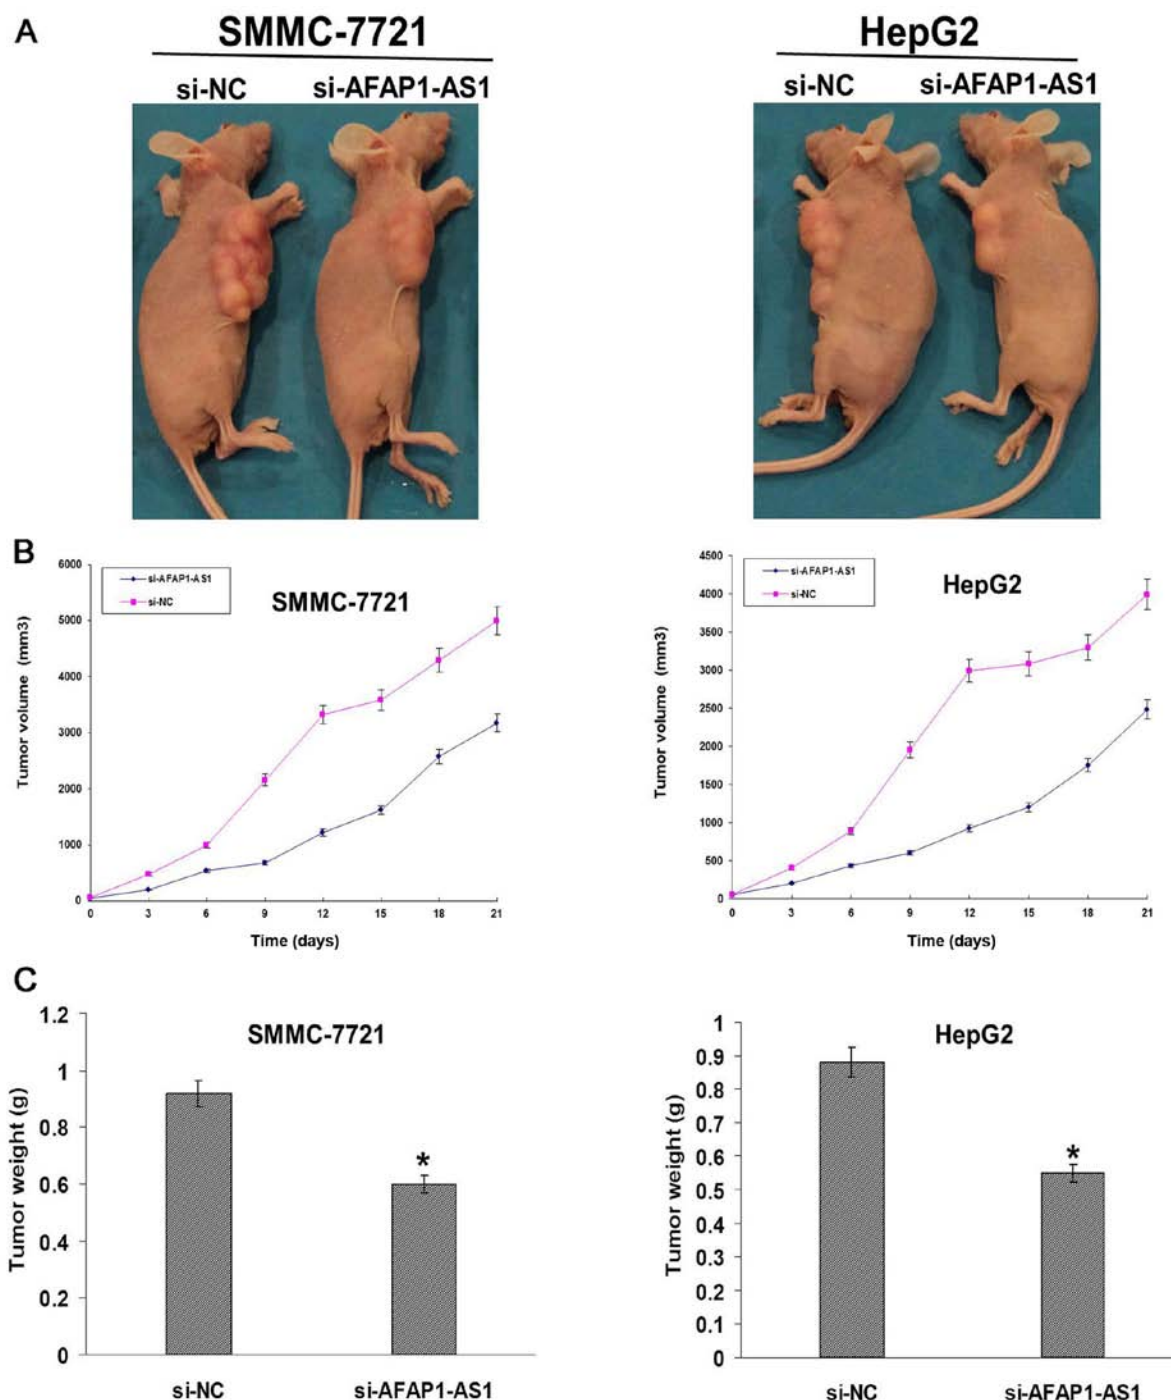 A
SMMC-7721
HepG2
si-NC si-AFAP1-AS1
si-NC si-AFAP1-AS1
B
6000
5000
4000
3000
2000
1000
0
Tumor volume (mm3)
si-AFAP1-AS1
si-NC
SMMC-7721
0 3 6 9 12 15 18 21
Time (days)
4500
4000
3500
3000
2500
2000
1500
1000
500
0
Tumor volume (mm3)
si-AFAP1-AS1
si-NC
HepG2
0 3 6 9 12 15 18 21
Time (days)
C
1.2
1
0.8
0.6
0.4
0.2
0
Tumor weight (g)
SMMC-7721
*
si-NC si-AFAP1-AS1
1
0.9
0.8
0.7
0.6
0.5
0.4
0.3
0.2
0.1
0
Tumor weight (g)
HepG2
*
si-NC si-AFAP1-AS1